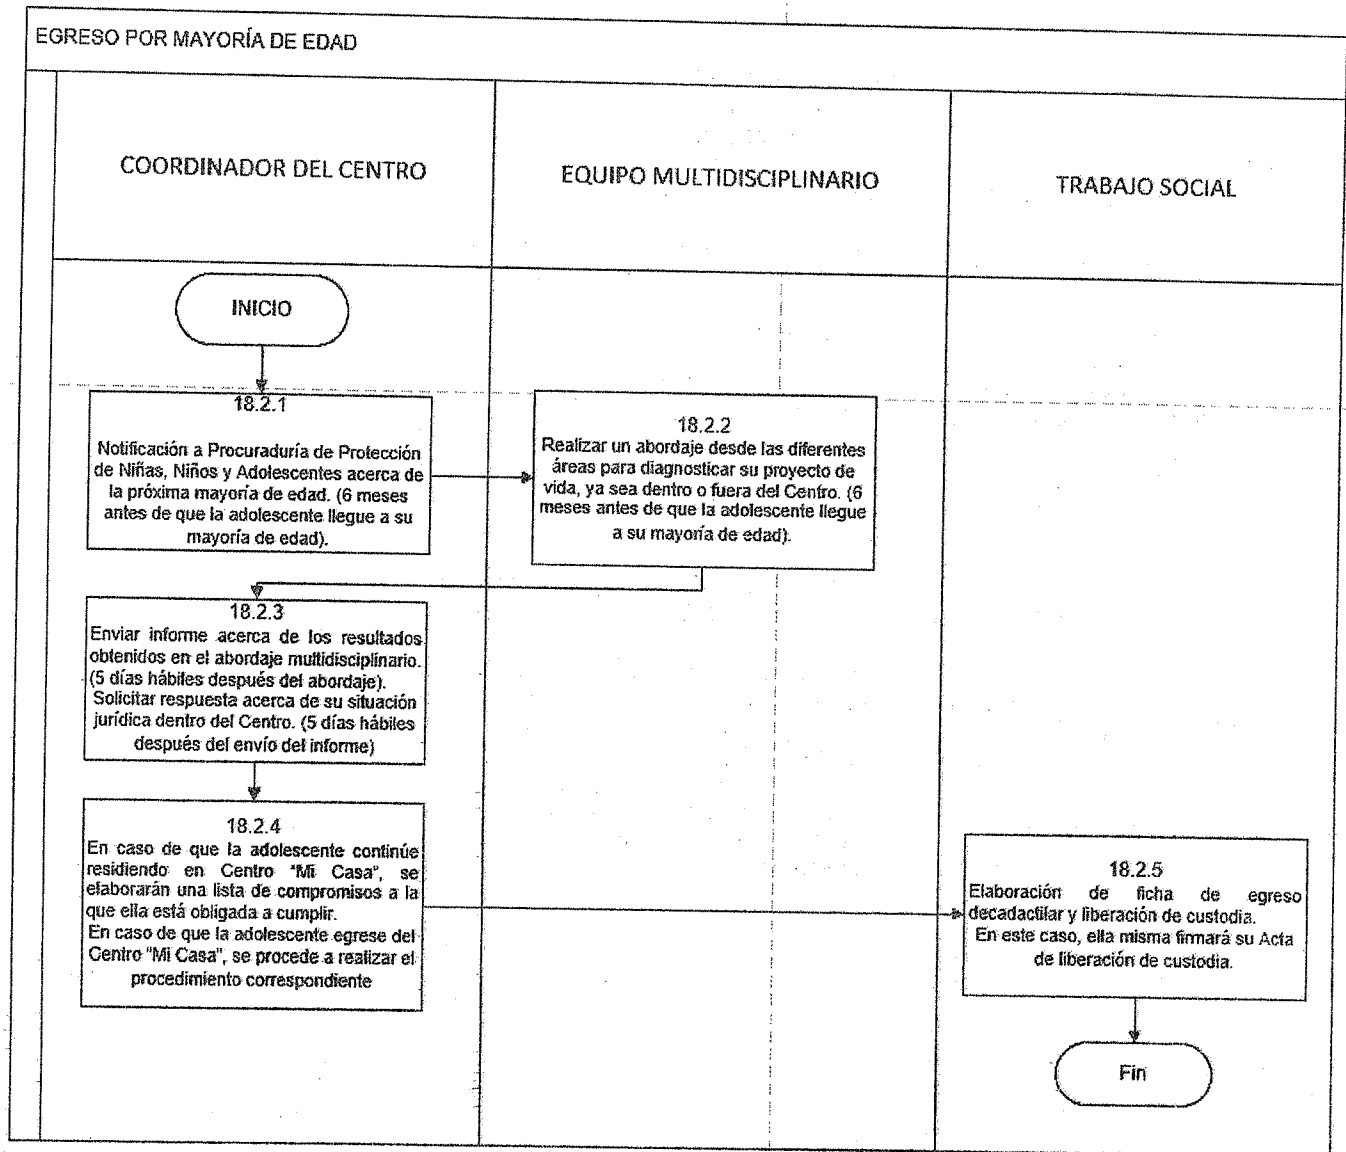 EGRESO POR MAYORÍA DE EDAD
COORDINADOR DEL CENTRO
EQUIPO MULTIDISCIPLINARIO
TRABAJO SOCIAL
INICIO
18.2.1
Notificación a Procuraduría de Protección
de Niñas, Niños y Adolescentes acerca de
la próxima mayoría de edad. (6 meses
antes de que la adolescente llegue a su
mayoría de edad).
18.2.2
Realizar un abordaje desde las diferentes
áreas para diagnosticar su proyecto de
vida, ya sea dentro o fuera del Centro. (6
meses antes de que la adolescente llegue
a su mayoría de edad).
18.2.3
Enviar informe acerca de los resultados
obtenidos en el abordaje multidisciplinario.
(5 días hábiles después del abordaje).
Solicitar respuesta acerca de su situación
jurídica dentro del Centro. (5 días hábiles
después del envío del informe)
18.2.4
En caso de que la adolescente continúe
residiendo en Centro "Mi Casa", se
elaborarán una lista de compromisos a la
que ella está obligada a cumplir.
En caso de que la adolescente egrese del
Centro "Mi Casa", se procede a realizar el
procedimiento correspondiente
18.2.5
Elaboración de ficha de egreso
decadactilar y liberación de custodia.
En este caso, ella misma firmará su Acta
de liberación de custodia.
Fin